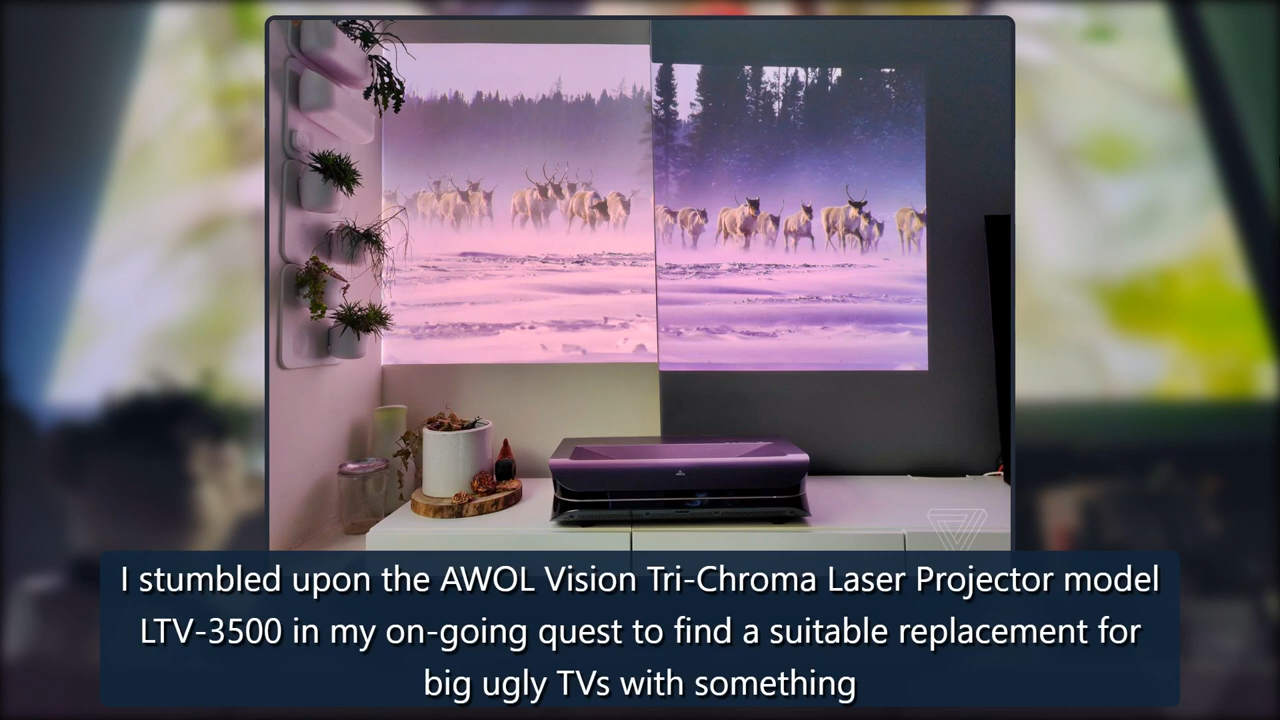 I stumbled upon the AWOL Vision Tri-Chroma Laser Projector model
LTV-3500 in my on-going quest to find a suitable replacement for
big ugly TVs with something